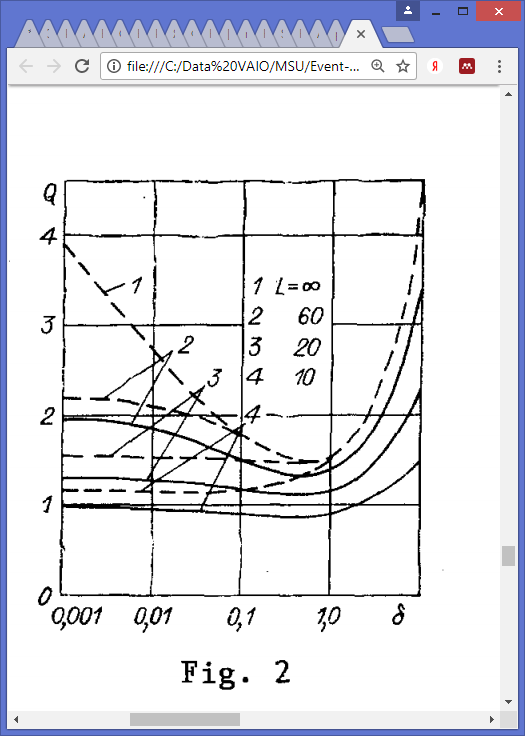 file:///C:/Data%20VAIO/MSU/Event-...
Я
Q
4
3
2
1
0
1
2
3
4
1 L=∞
2 60
3 20
4 10
0,001 0,01 0,1 1,0 δ
Fig. 2